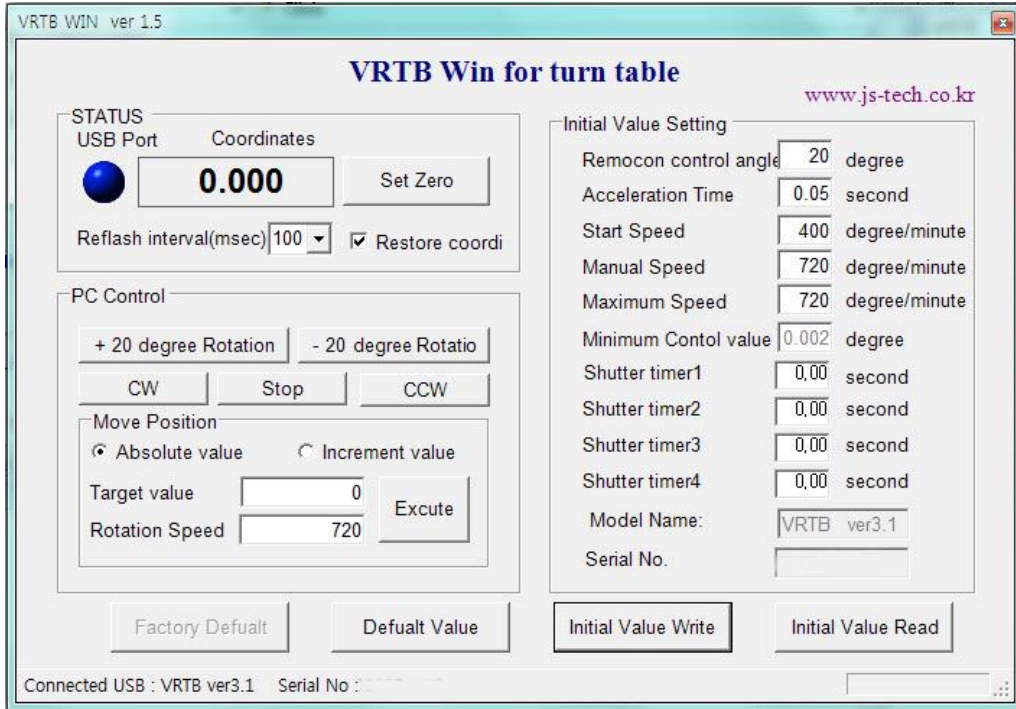 VRTB WIN ver 1.5
VRTB Win for turn table
www.js-tech.co.kr
STATUS
USB Port Coordinates
0.000
Set Zero
Reflash interval(msec) 100
Restore coordi
PC Control
+ 20 degree Rotation
- 20 degree Rotatio
CW
Stop
CCW
Move Position
Absolute value
Increment value
Target value 0
Rotation Speed 720
Excute
Initial Value Setting
Remocon control angle 20 degree
Acceleration Time 0.05 second
Start Speed 400 degree/minute
Manual Speed 720 degree/minute
Maximum Speed 720 degree/minute
Minimum Contol value 0.002 degree
Shutter timer1 0,00 second
Shutter timer2 0,00 second
Shutter timer3 0,00 second
Shutter timer4 0,00 second
Model Name: VRTB ver3.1
Serial No.
Factory Defualt
Defualt Value
Initial Value Write
Initial Value Read
Connected USB : VRTB ver3.1 Serial No :